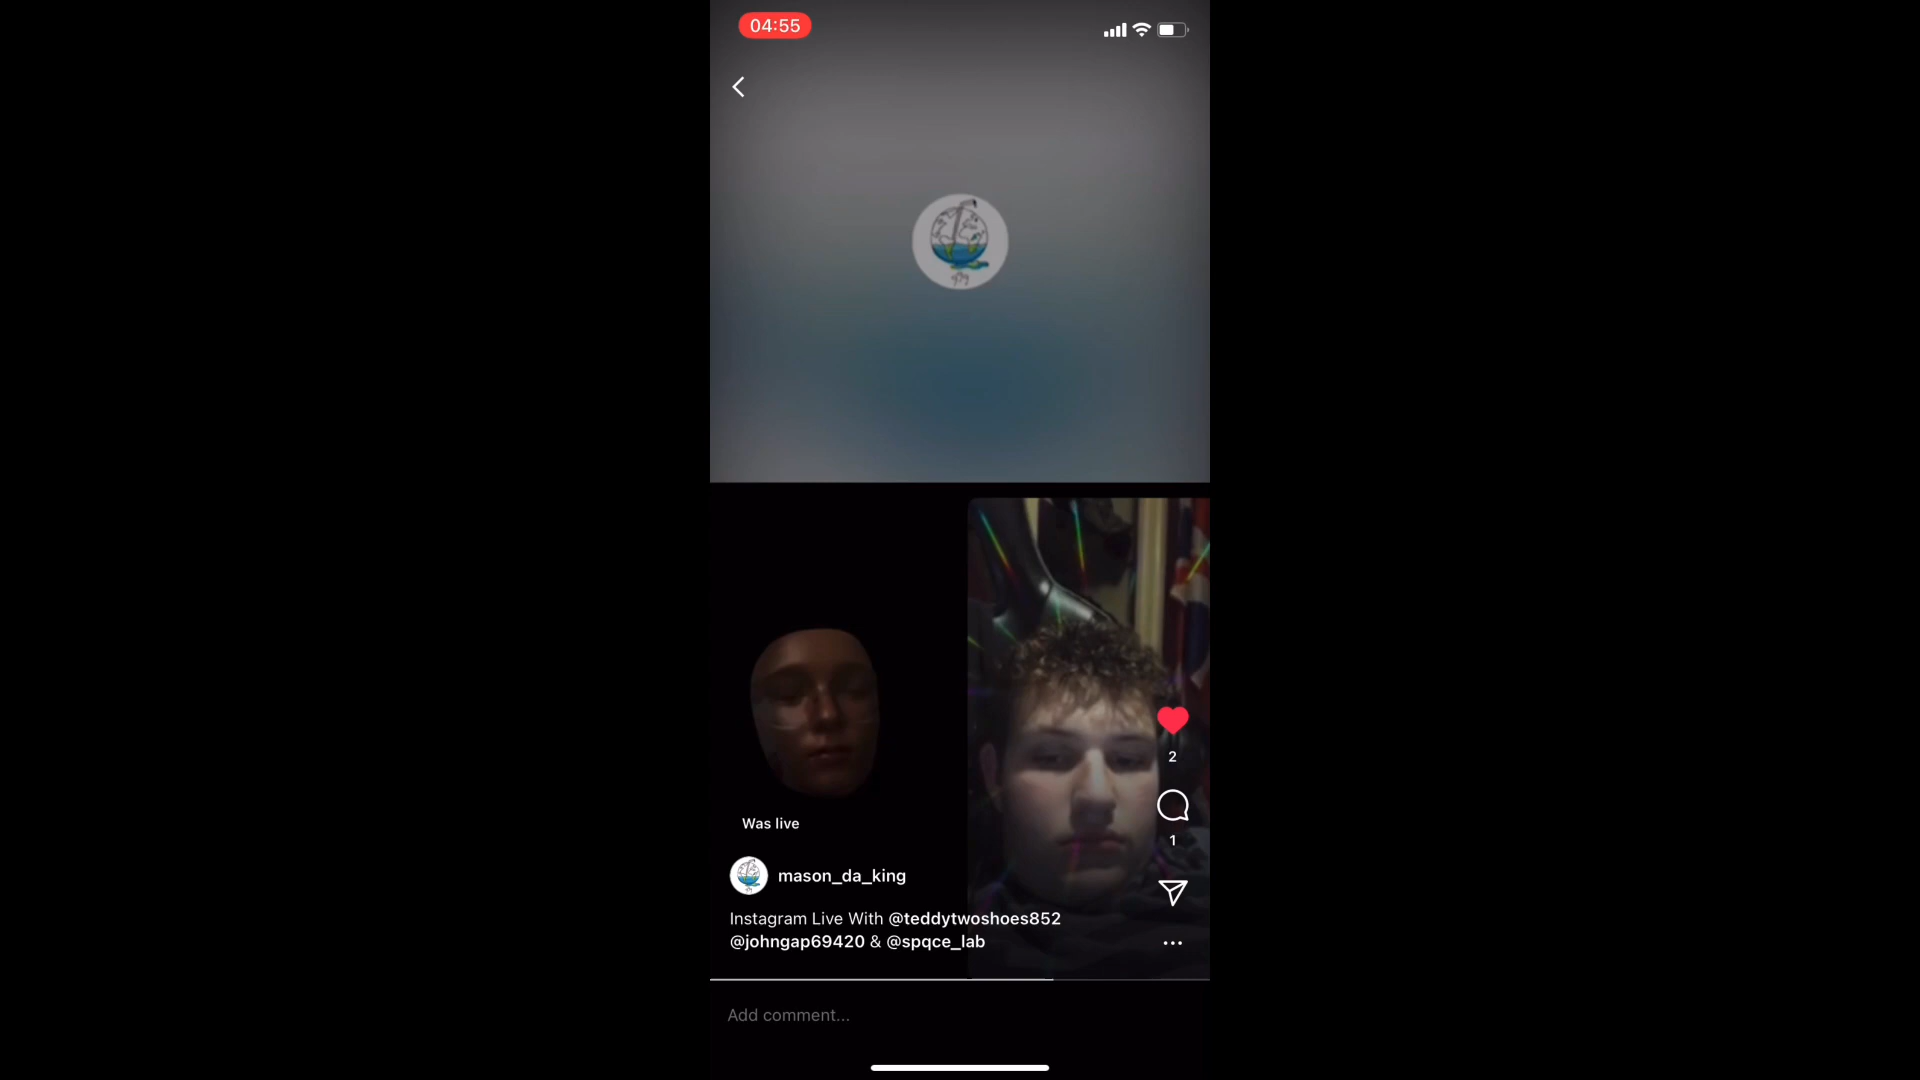 04:55
2
1
Was live
mason_da_king
Instagram Live With @teddytwoshoes852
@johngap69420 & @spqce_lab
Add comment...